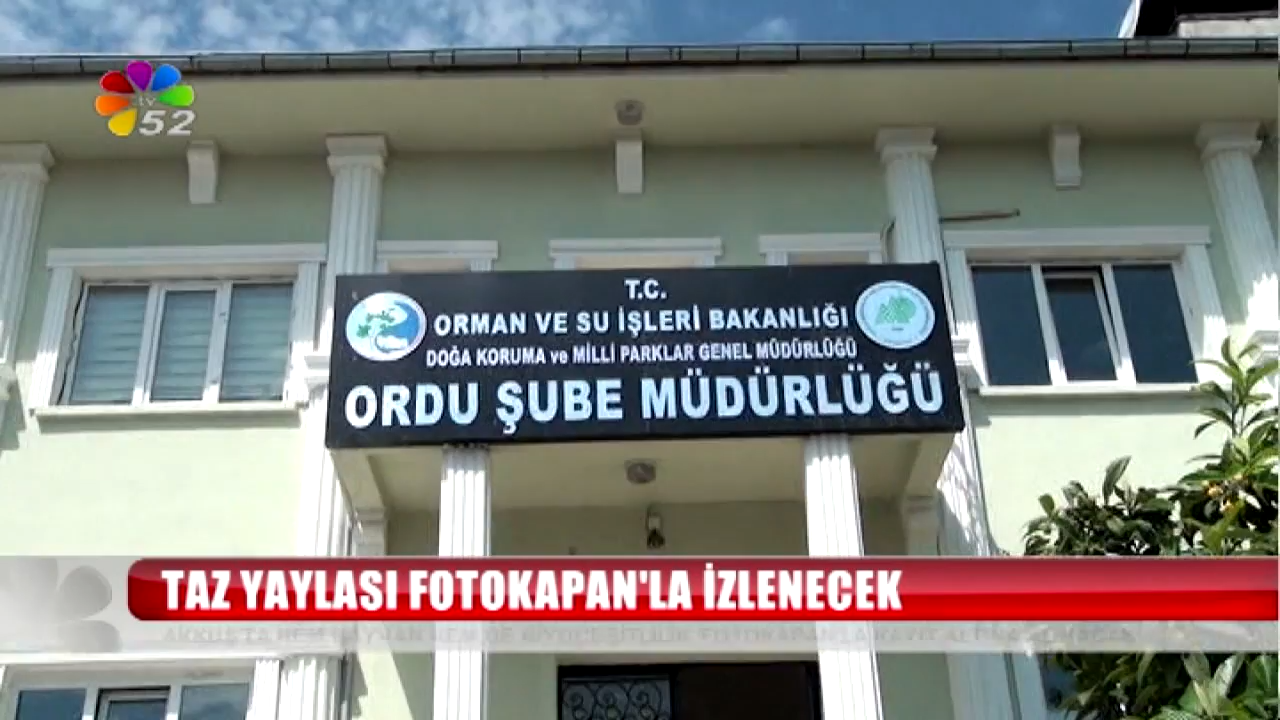 tv
52
T.C.
ORMAN VE SU İŞLERİ BAKANLIĞI
DOĞA KORUMA ve MİLLİ PARKLAR GENEL MÜDÜRLÜĞÜ
ORDU ŞUBE MÜDÜRLÜĞÜ
TAZ YAYLASI FOTOKAPAN'LA İZLENECEK